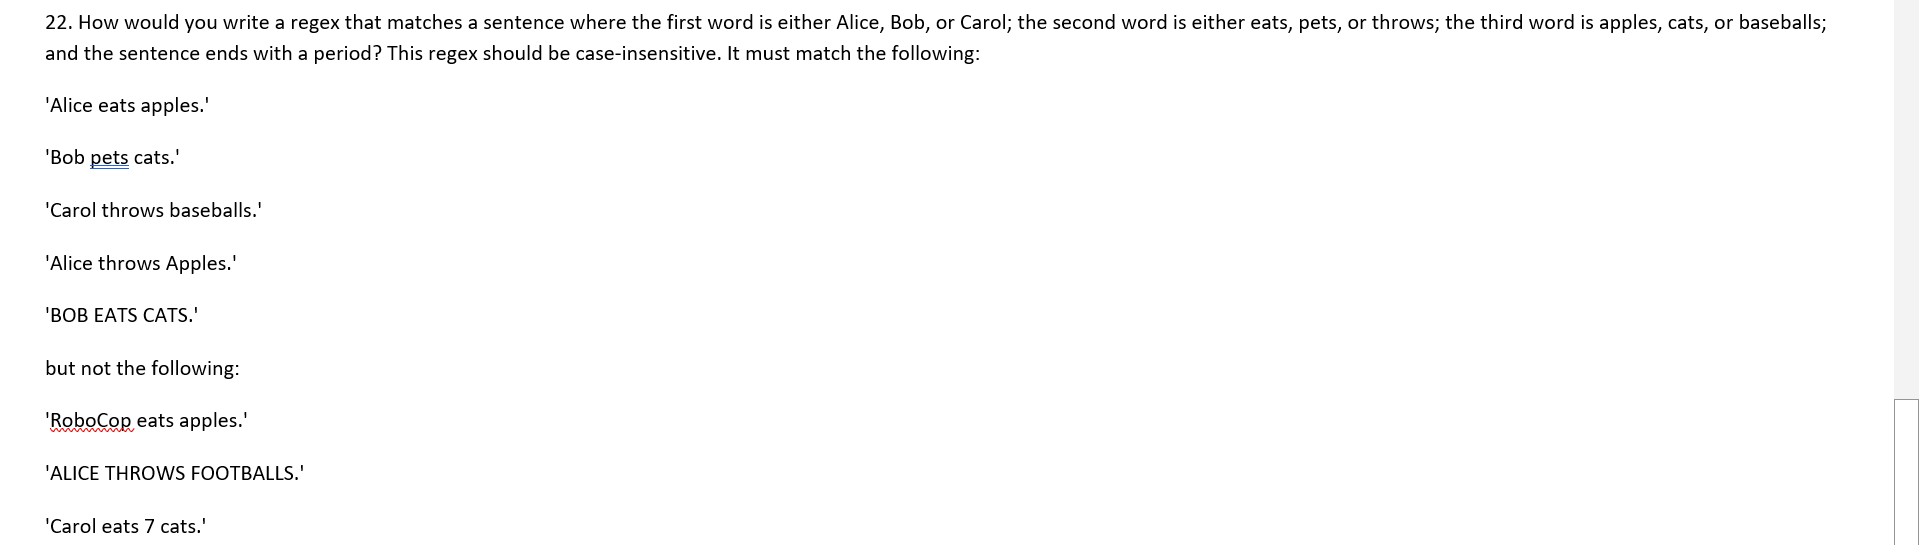 22. How would you write a regex that matches a sentence where the first word is either Alice, Bob, or Carol; the second word is either eats, pets, or throws; the third word is apples, cats, or baseballs;
and the sentence ends with a period? This regex should be case-insensitive. It must match the following:
'Alice eats apples.'
'Bob pets cats.'
'Carol throws baseballs.'
'Alice throws Apples.'
'BOB EATS CATS.'
but not the following:
'RoboCop eats apples.'
'ALICE THROWS FOOTBALLS.'
'Carol eats 7 cats.'